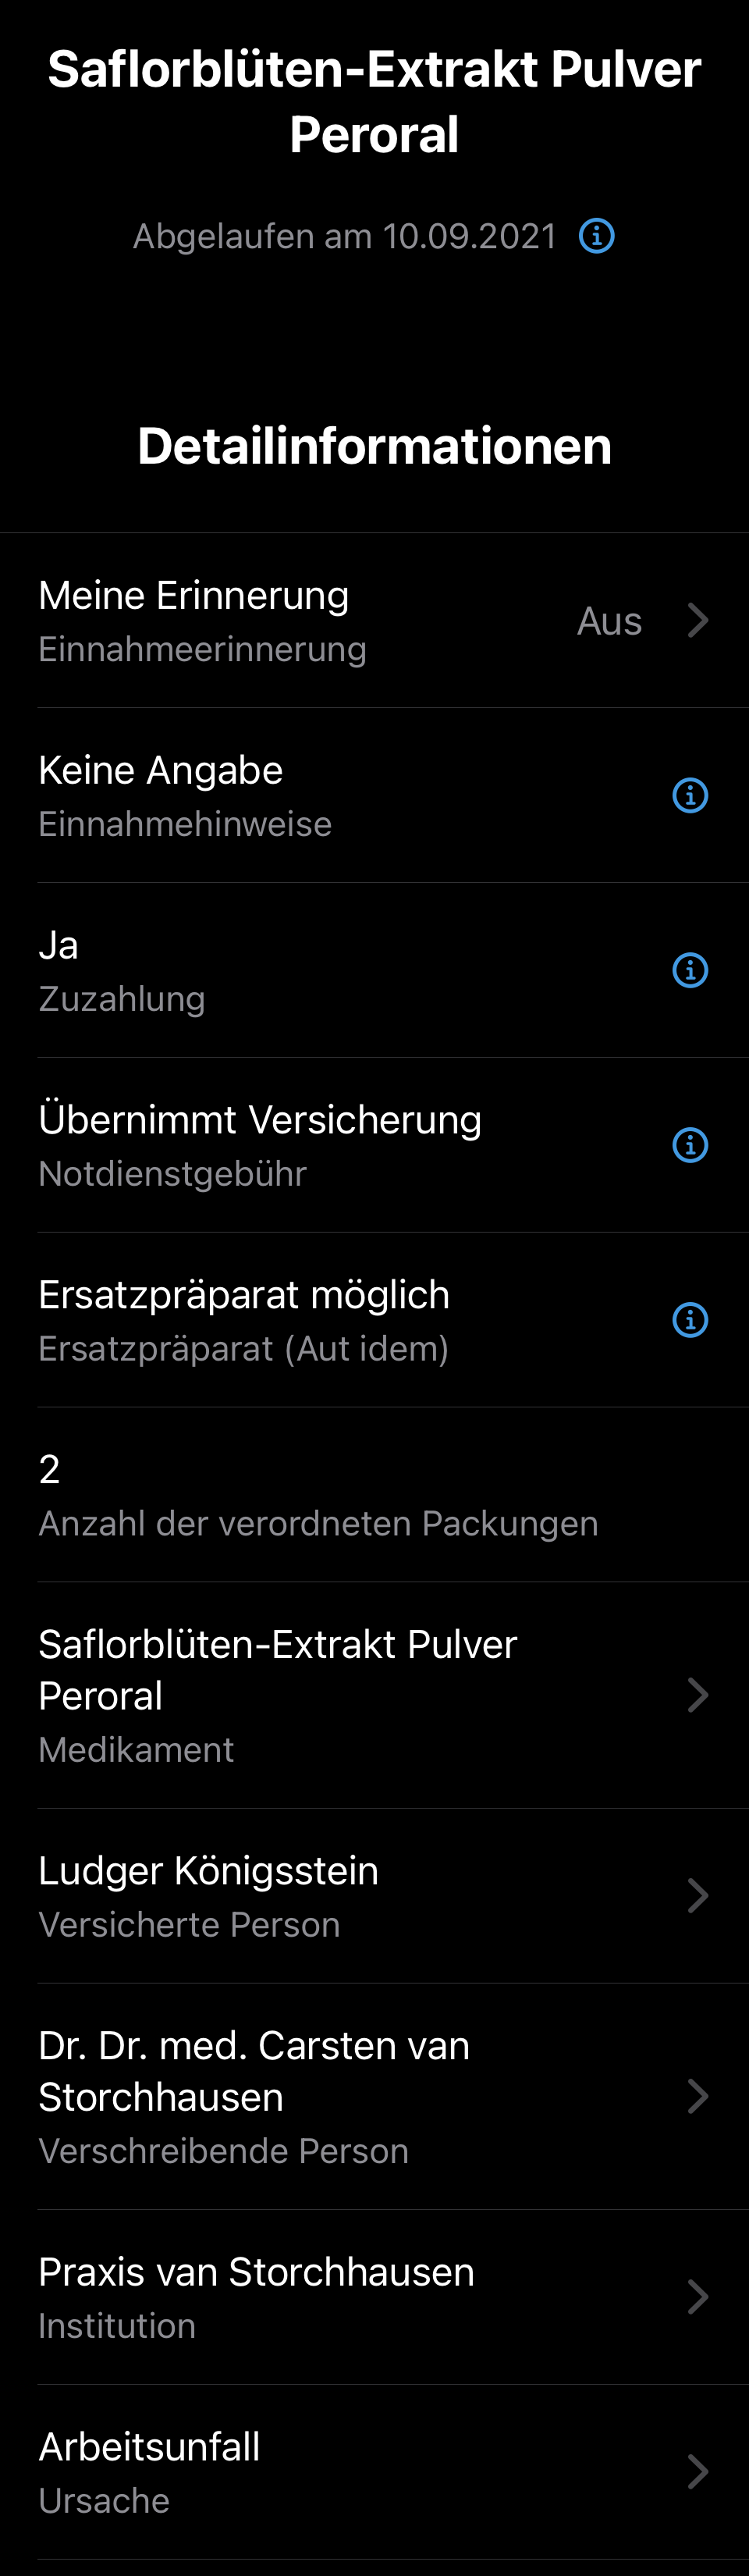 Saflorblüten-Extrakt Pulver
Peroral
Abgelaufen am 10.09.2021
Detailinformationen
Meine Erinnerung
Einnahmeerinnerung
Aus
Keine Angabe
Einnahmehinweise
Ja
Zuzahlung
Übernimmt Versicherung
Notdienstgebühr
Ersatzpräparat möglich
Ersatzpräparat (Aut idem)
2
Anzahl der verordneten Packungen
Saflorblüten-Extrakt Pulver
Peroral
Medikament
Ludger Königsstein
Versicherte Person
Dr. Dr. med. Carsten van
Storchhausen
Verschreibende Person
Praxis van Storchhausen
Institution
Arbeitsunfall
Ursache